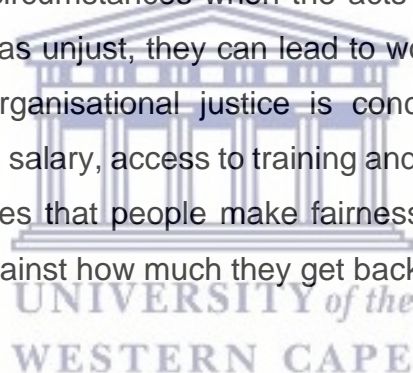 circumstances when the acts
as unjust, they can lead to wo
rganisational justice is conc
salary, access to training and
es that people make fairness
ainst how much they get back
UNIVERSITY of the
WESTERN CAPE